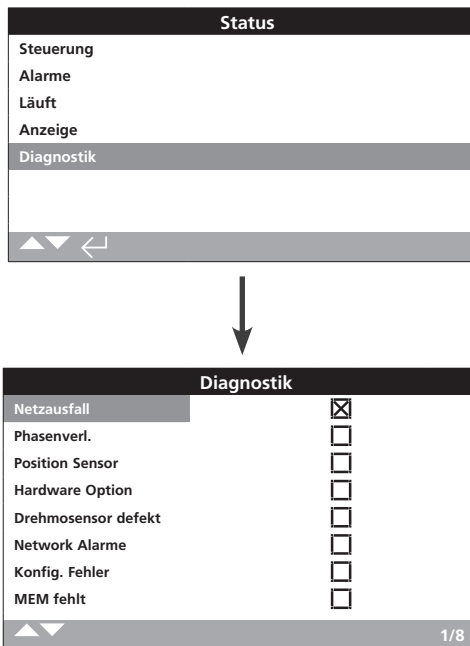 Status
Steuerung
Alarme
Läuft
Anzeige
Diagnostik
Diagnostik
Netzausfall
Phasenverl.
Position Sensor
Hardware Option
Drehmosensor defekt
Network Alarme
Konfig. Fehler
MEM fehlt
1/8